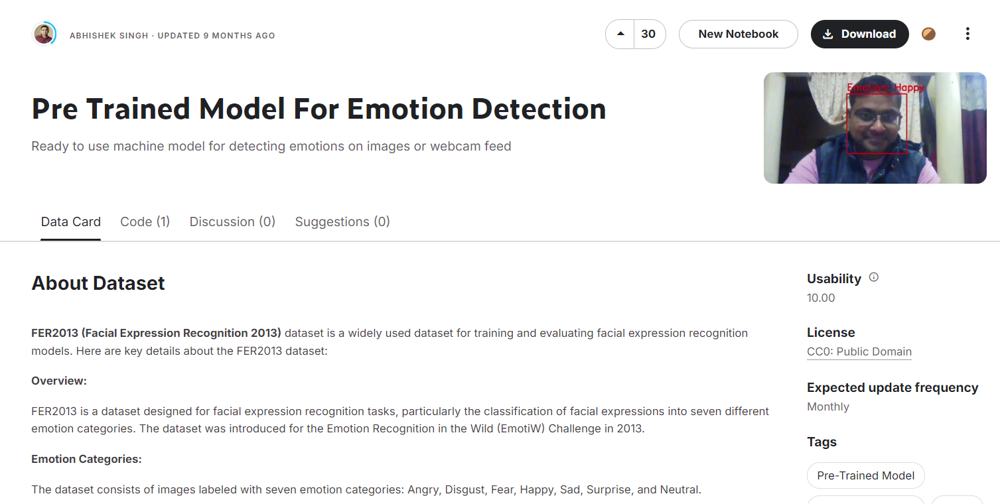 ABHISHEK SINGH · UPDATED 9 MONTHS AGO
30
New Notebook
Download
Pre Trained Model For Emotion Detection
Ready to use machine model for detecting emotions on images or webcam feed
Emotion: Happy
Data Card
Code (1)
Discussion (0)
Suggestions (0)
About Dataset
FER2013 (Facial Expression Recognition 2013) dataset is a widely used dataset for training and evaluating facial expression recognition
models. Here are key details about the FER2013 dataset:
Overview:
FER2013 is a dataset designed for facial expression recognition tasks, particularly the classification of facial expressions into seven different
emotion categories. The dataset was introduced for the Emotion Recognition in the Wild (EmotiW) Challenge in 2013.
Emotion Categories:
The dataset consists of images labeled with seven emotion categories: Angry, Disgust, Fear, Happy, Sad, Surprise, and Neutral.
Usability
10.00
License
CC0: Public Domain
Expected update frequency
Monthly
Tags
Pre-Trained Model